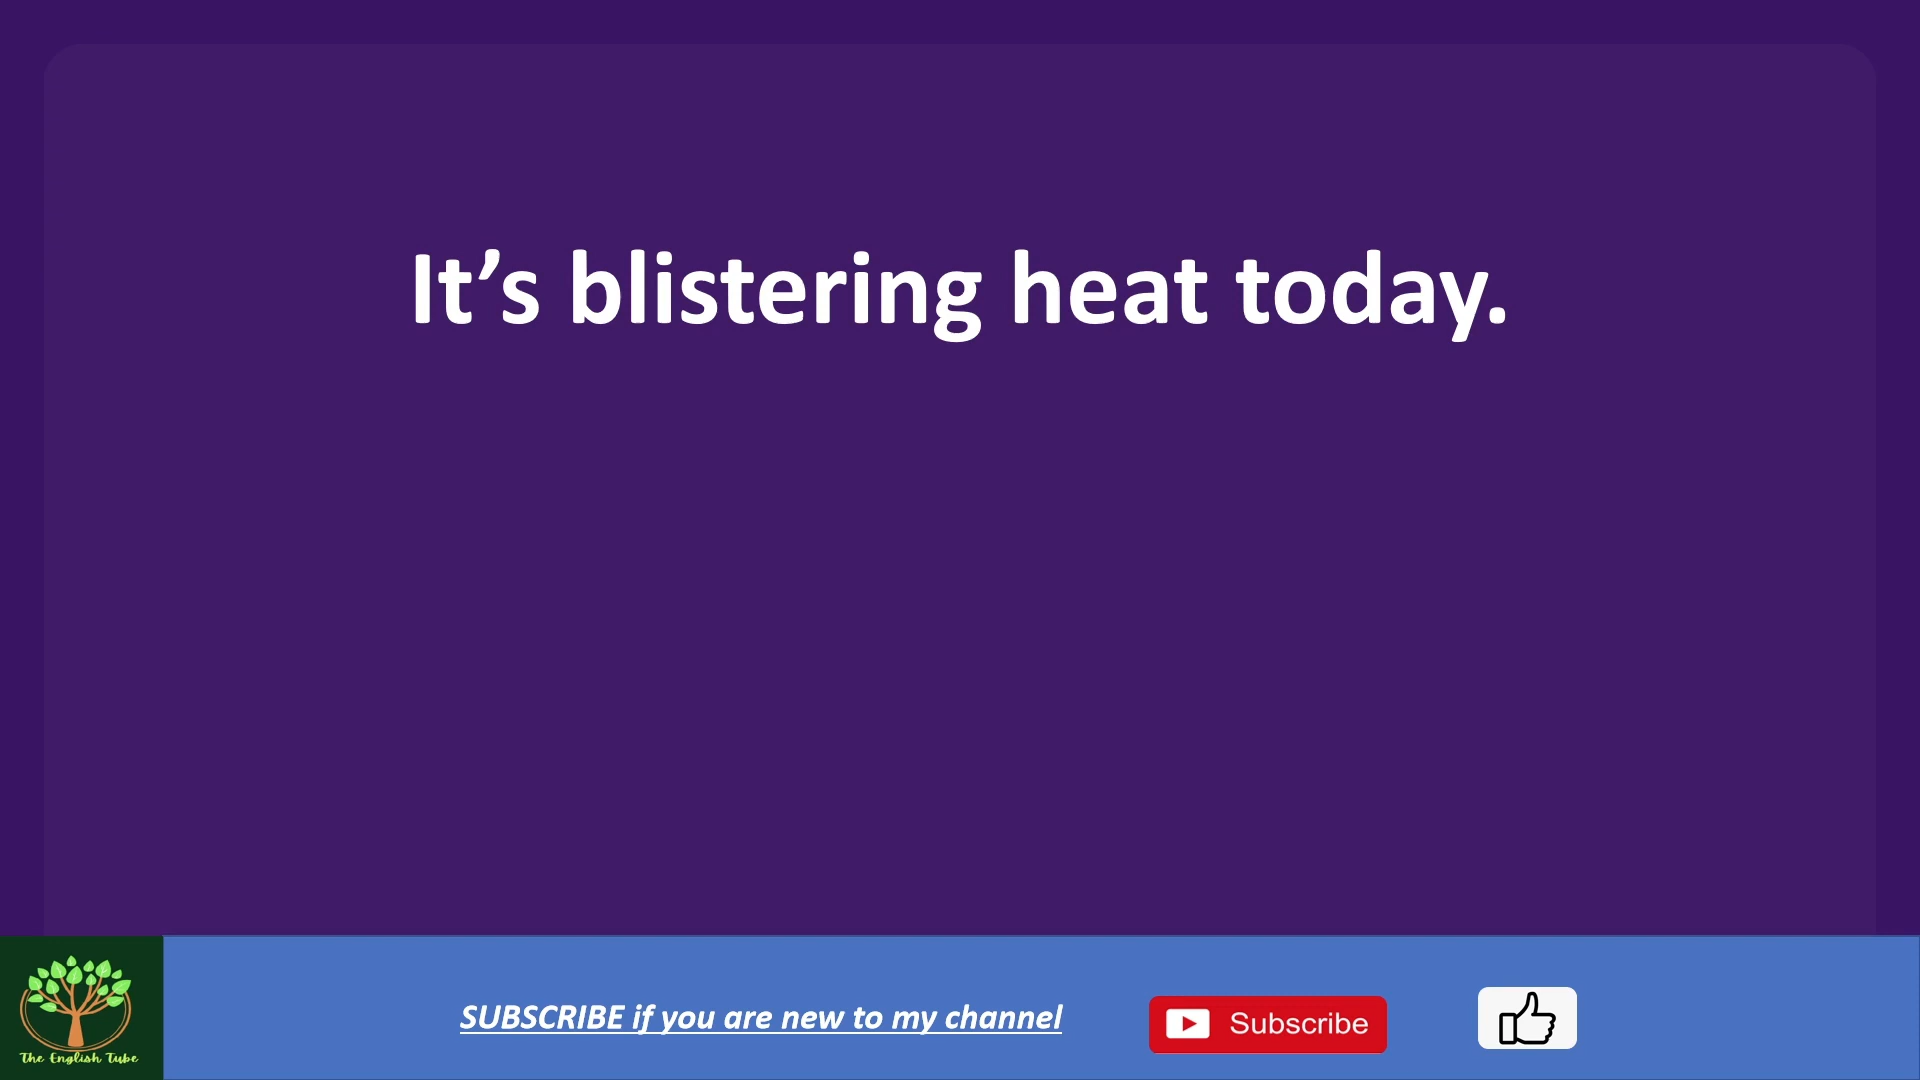 It’s blistering heat today.
SUBSCRIBE if you are new to my channel
Subscribe
The English Tube